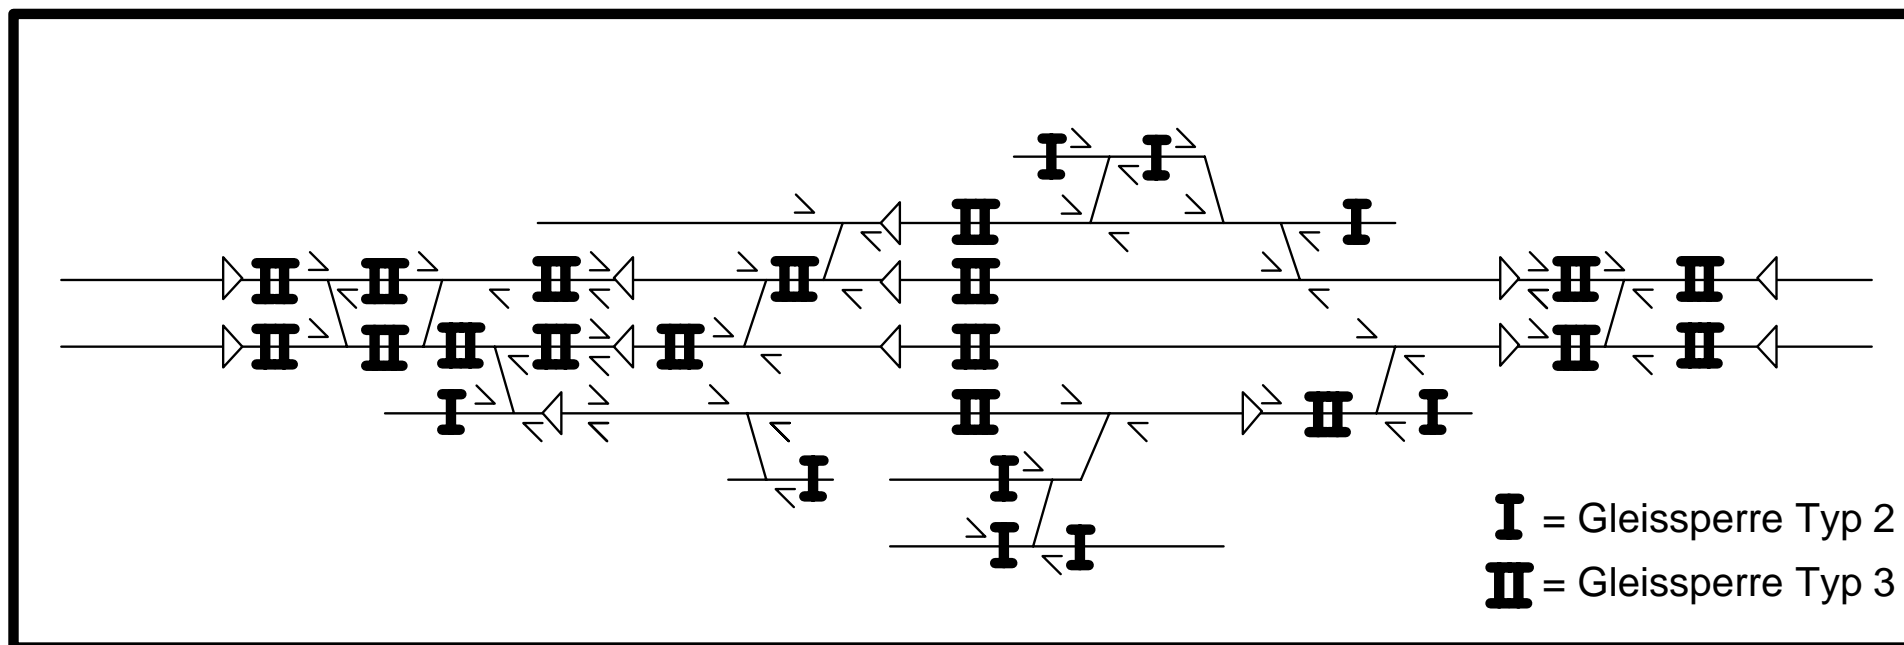 = Gleissperre Typ 2
= Gleissperre Typ 3